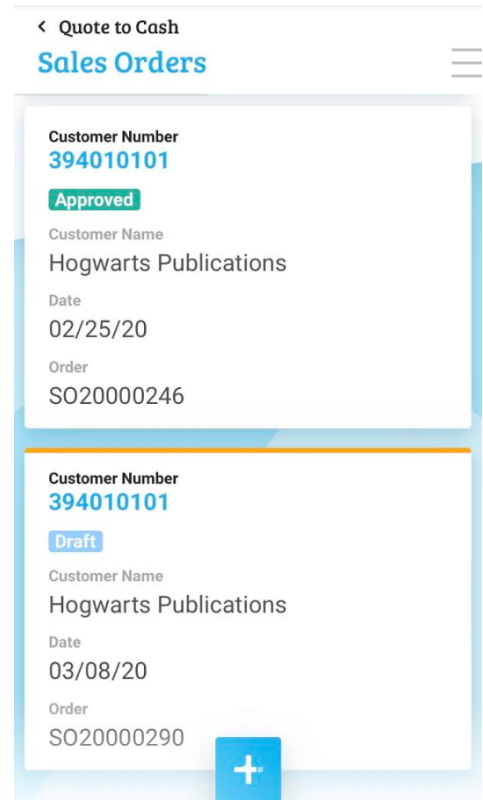 Quote to Cash
Sales Orders
Customer Number
394010101
Approved
Customer Name
Hogwarts Publications
Date
02/25/20
Order
SO20000246
Customer Number
394010101
Draft
Customer Name
Hogwarts Publications
Date
03/08/20
Order
SO20000290